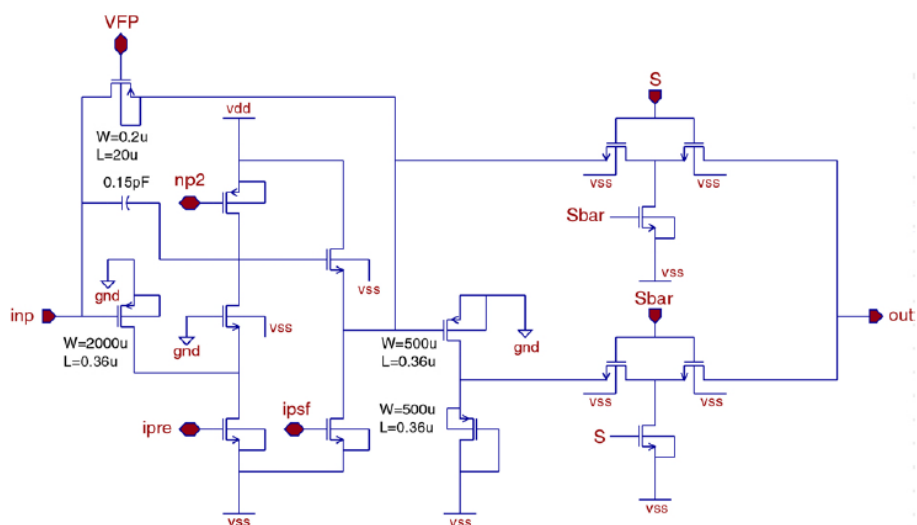 VFP
S
vdd
W=0.2u
L=20u
np2
vss
vss
0.15pF
Sbar
vss
gnd
vss
Sbar
inp
gnd
vss
W=500u
L=0.36u
gnd
out
W=2000u
L=0.36u
vss
vss
ipre
ipsf
W=500u
L=0.36u
S
vss
vss
vss